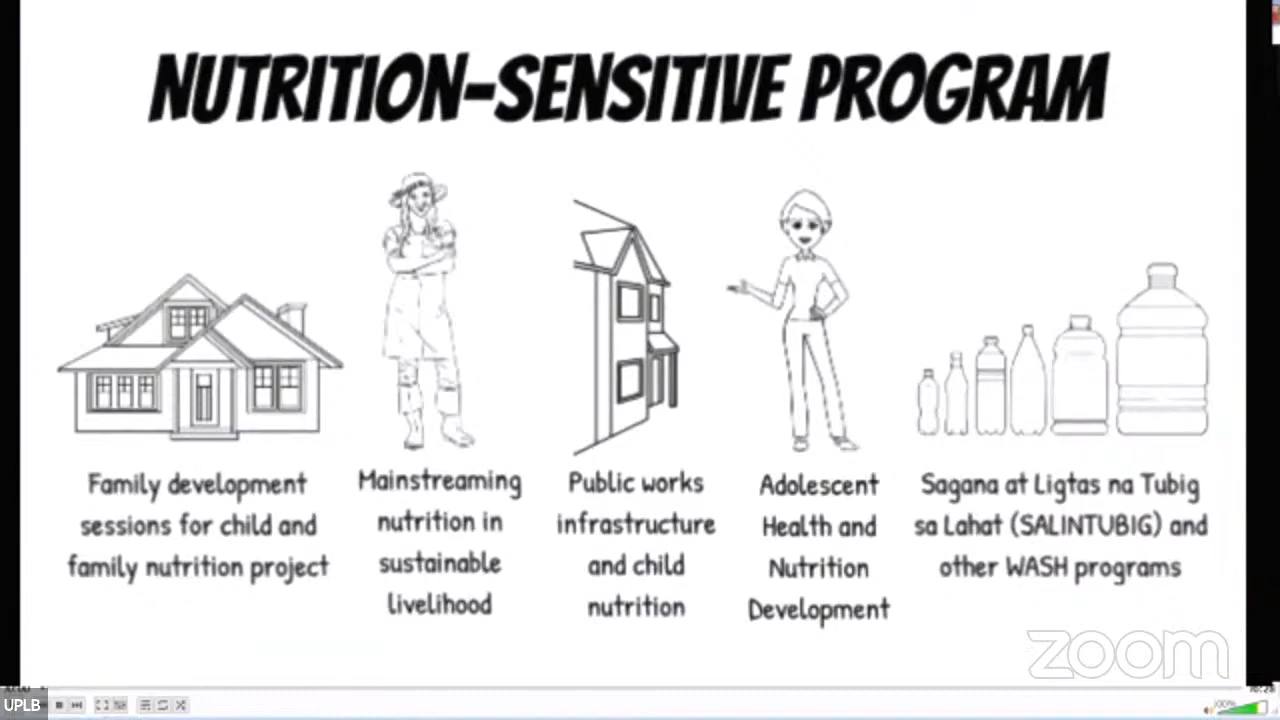 NUTRITION-SENSITIVE PROGRAM
Family development
sessions for child and
family nutrition project
Mainstreaming
nutrition in
sustainable
livelihood
Public works
infrastructure
and child
nutrition
Adolescent
Health and
Nutrition
Development
Sagana at Ligtas na Tubig
sa Lahat (SALINTUBIG) and
other WASH programs
zoom
UPLB
100%